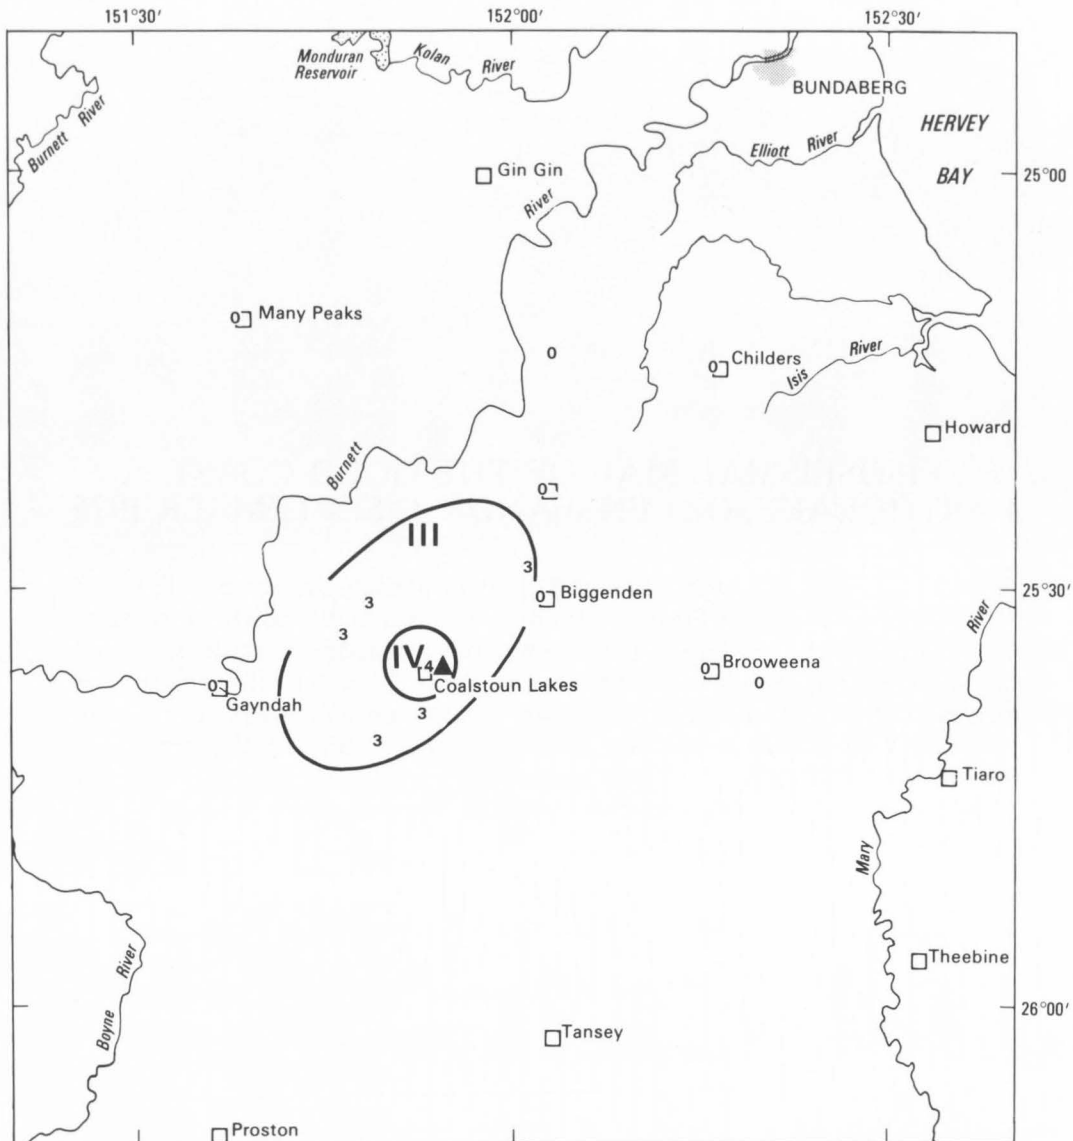 151°30'
152°00'
152°30'
Monduran
Reservoir
Kolan
River
BUNDABERG
Burnett River
HERVEY
BAY
Elliott River
Gin Gin
25°00'
River
0 Many Peaks
0
0 Childers
Isis River
Howard
Burnett
0
III
3
3
0 Biggenden
25°30'
3
River
IV
4
Coalstoun Lakes
0 Brooweena
0
0
Gayndah
3
3
Tiaro
Mary
River
Theebine
26°00'
Boyne
Tansey
Proston